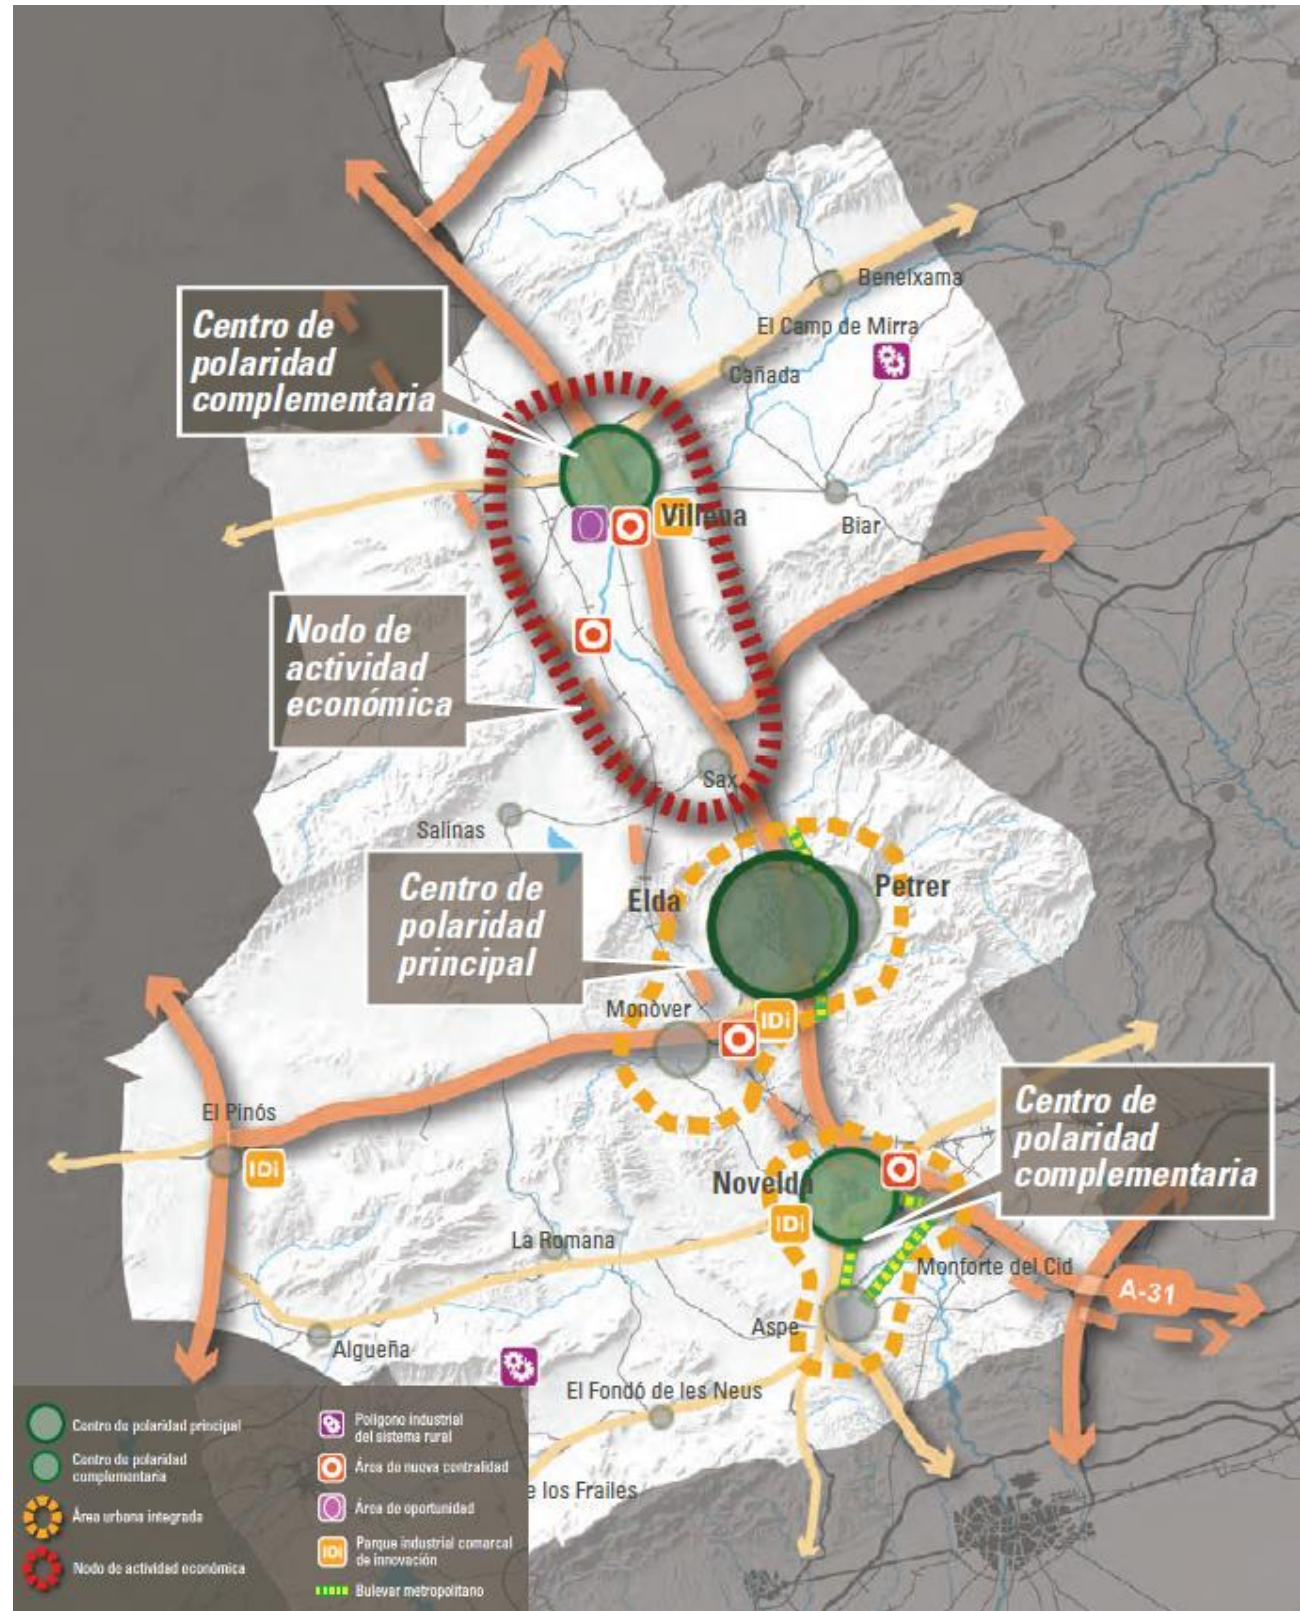 Beneixama
El Camp de Mirra
Cañada
Centro de
polaridad
complementaria
Villena
Biar
Nodo de
actividad
económica
Sax
Salinas
Centro de
polaridad
principal
Elda
Petrer
Monòver
IDi
El Pinós
IDi
Centro de
polaridad
complementaria
Novelda
IDi
La Romana
Monforte del Cid
A-31
Aspe
Algueña
El Fondó de les Neus
e los Frailes
Centro de polaridad principal
Centro de polaridad
complementaria
Área urbana integrada
Nodo de actividad económica
Polígono industrial
del sistema rural
Área de nueva centralidad
Área de oportunidad
IDi
Parque industrial comarcal
de innovación
Bulevar metropolitano